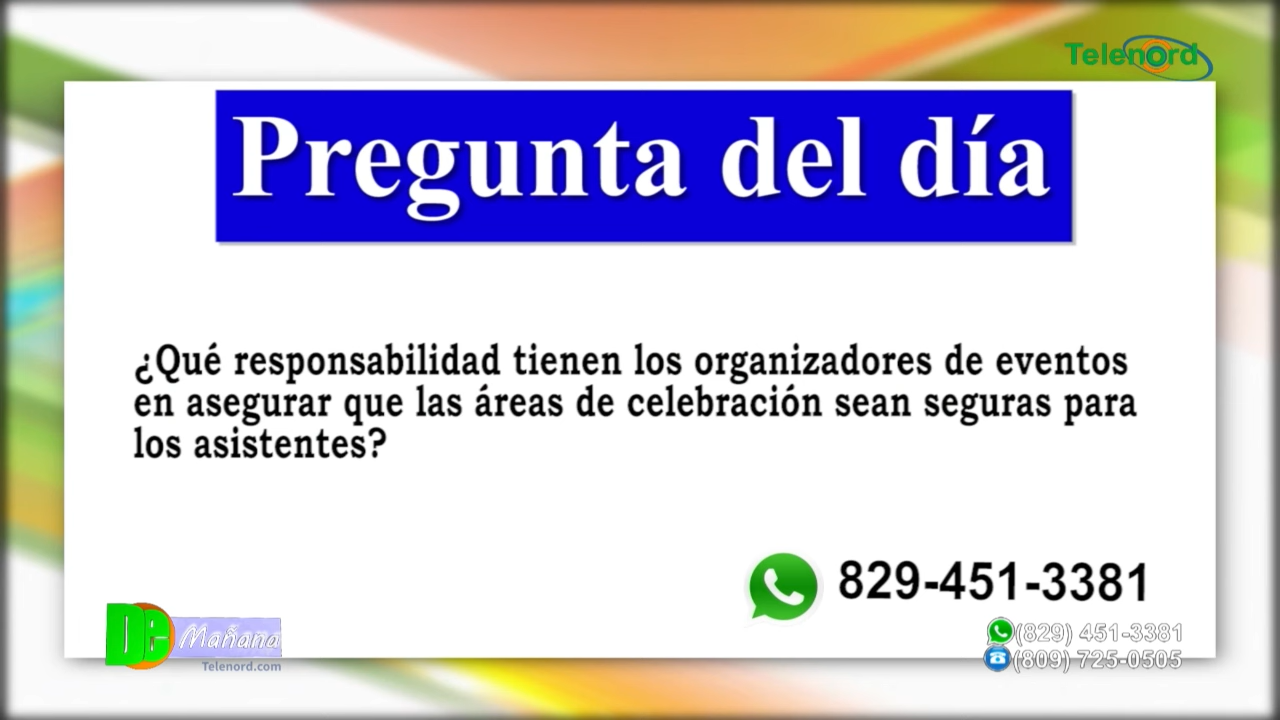 Telenord
Pregunta del día
¿Qué responsabilidad tienen los organizadores de eventos
en asegurar que las áreas de celebración sean seguras para
los asistentes?
829-451-3381
De Mañana
Telenord.com
(829) 451-3381
(809) 725-0505